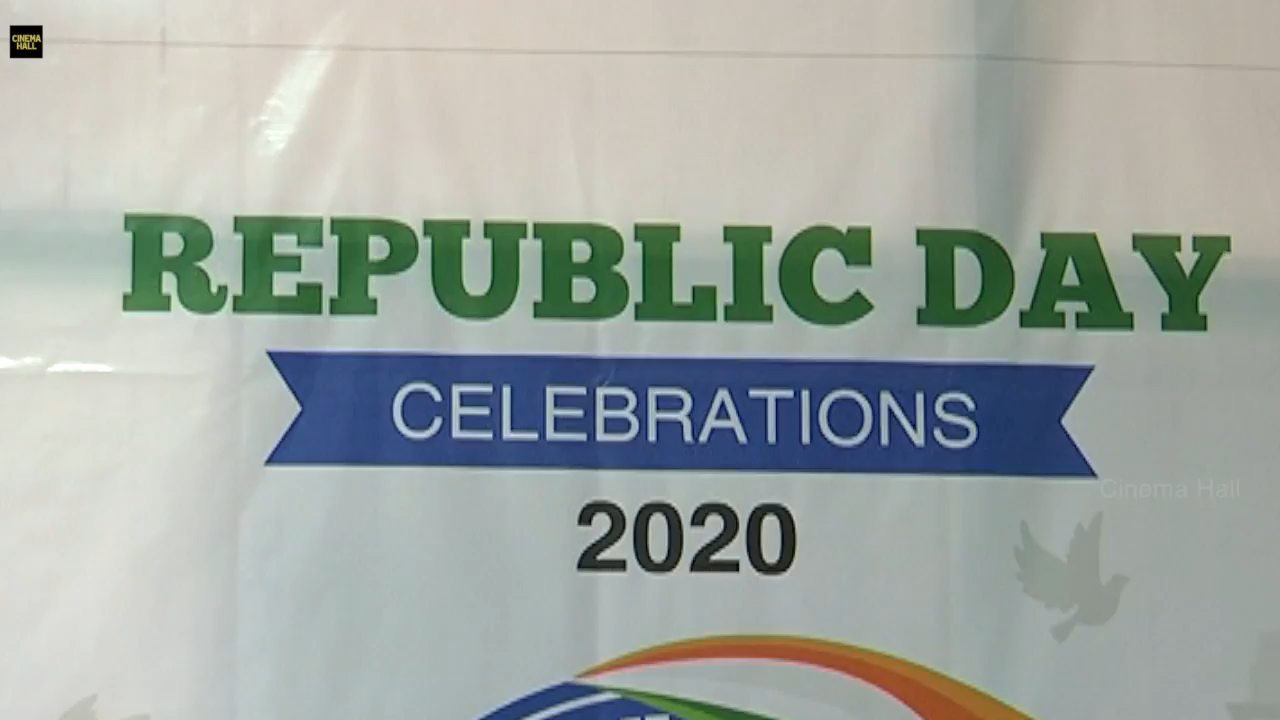 CINEMA
HALL
REPUBLIC DAY
CELEBRATIONS
Cinema Hall
2020